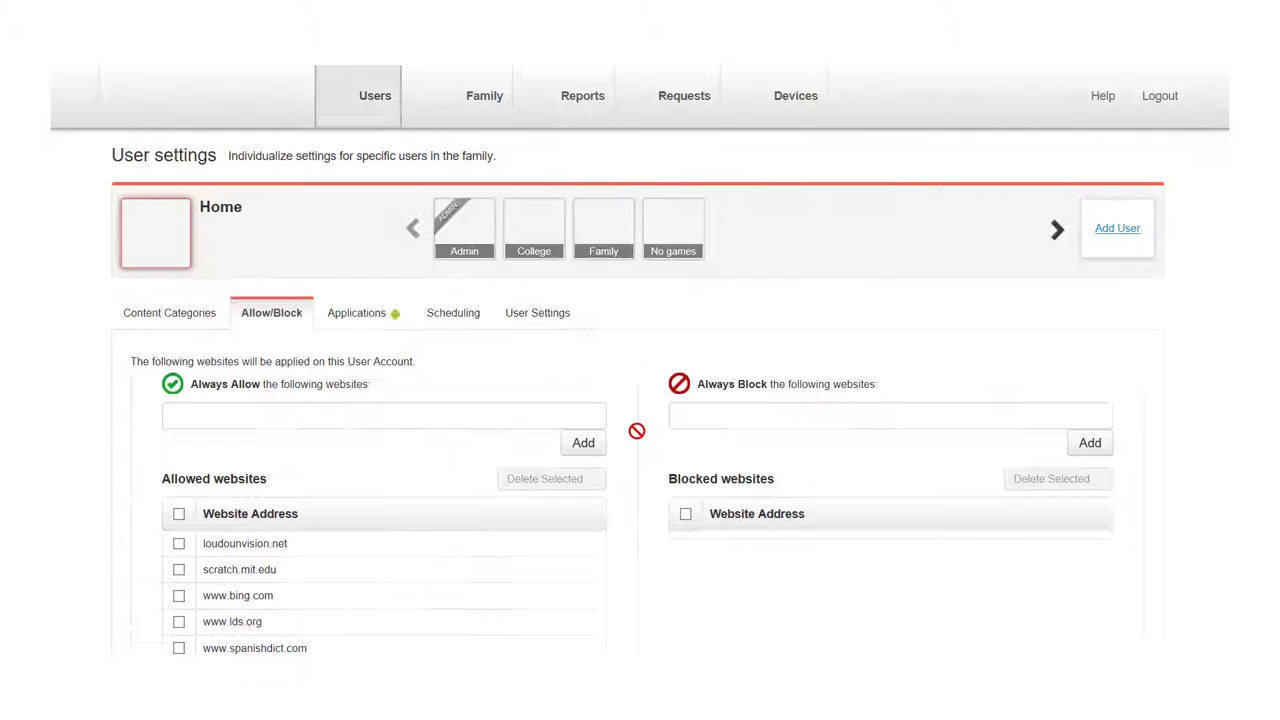 Users Family Reports Requests Devices Help Logout
User settings Individualize settings for specific users in the family.
Home
ADMIN
Add User
Admin College Family No games
Content Categories Allow/Block Applications Scheduling User Settings
The following websites will be applied on this User Account.
Always Allow the following websites: Always Block the following websites:
Add Add
Allowed websites Delete Selected Blocked websites Delete Selected
Website Address Website Address
loudounvision.net
scratch.mit.edu
www.bing.com
www.lds.org
www.spanishdict.com